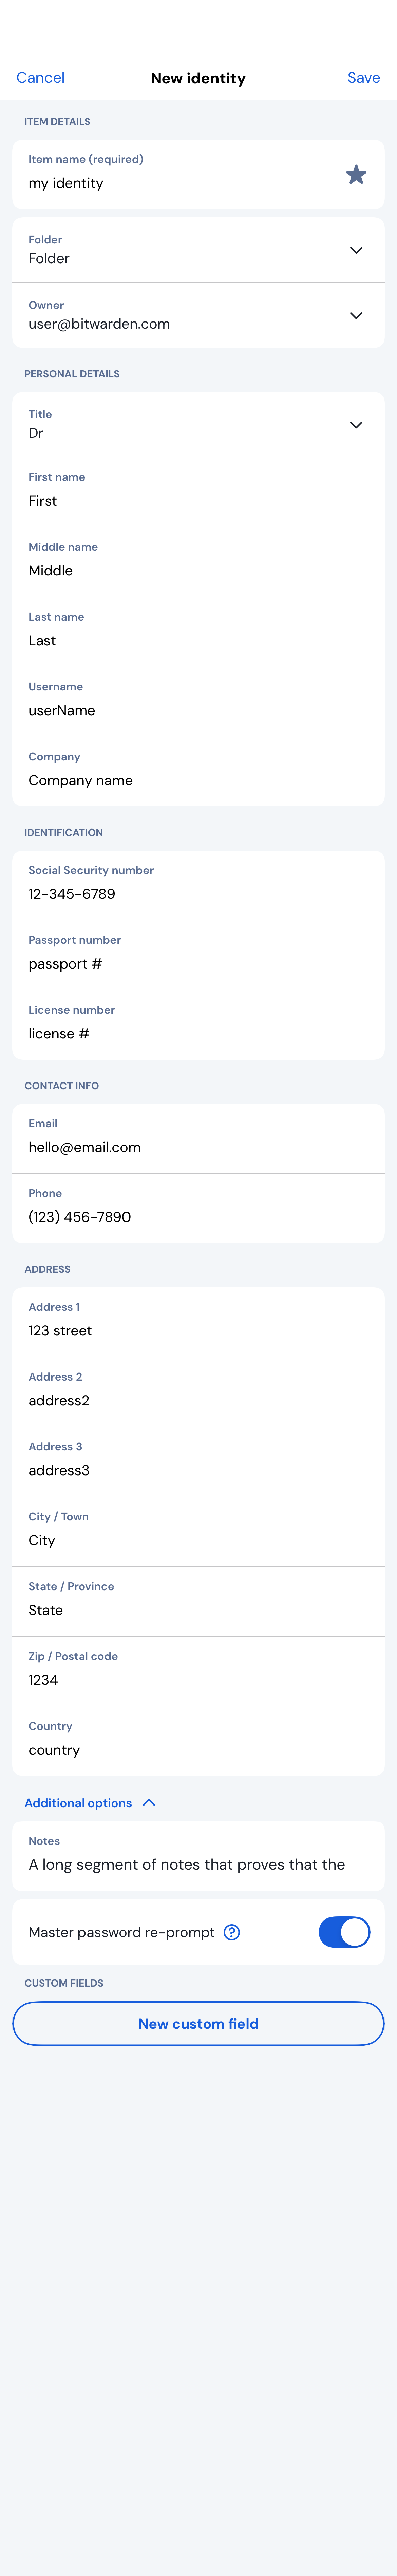 Cancel New identity Save
ITEM DETAILS
Item name (required)
my identity
Folder
Folder
Owner
user@bitwarden.com
PERSONAL DETAILS
Title
Dr
First name
First
Middle name
Middle
Last name
Last
Username
userName
Company
Company name
IDENTIFICATION
Social Security number
12-345-6789
Passport number
passport #
License number
license #
CONTACT INFO
Email
hello@email.com
Phone
(123) 456-7890
ADDRESS
Address 1
123 street
Address 2
address2
Address 3
address3
City / Town
City
State / Province
State
Zip / Postal code
1234
Country
country
Additional options
Notes
A long segment of notes that proves that the
Master password re-prompt
CUSTOM FIELDS
New custom field